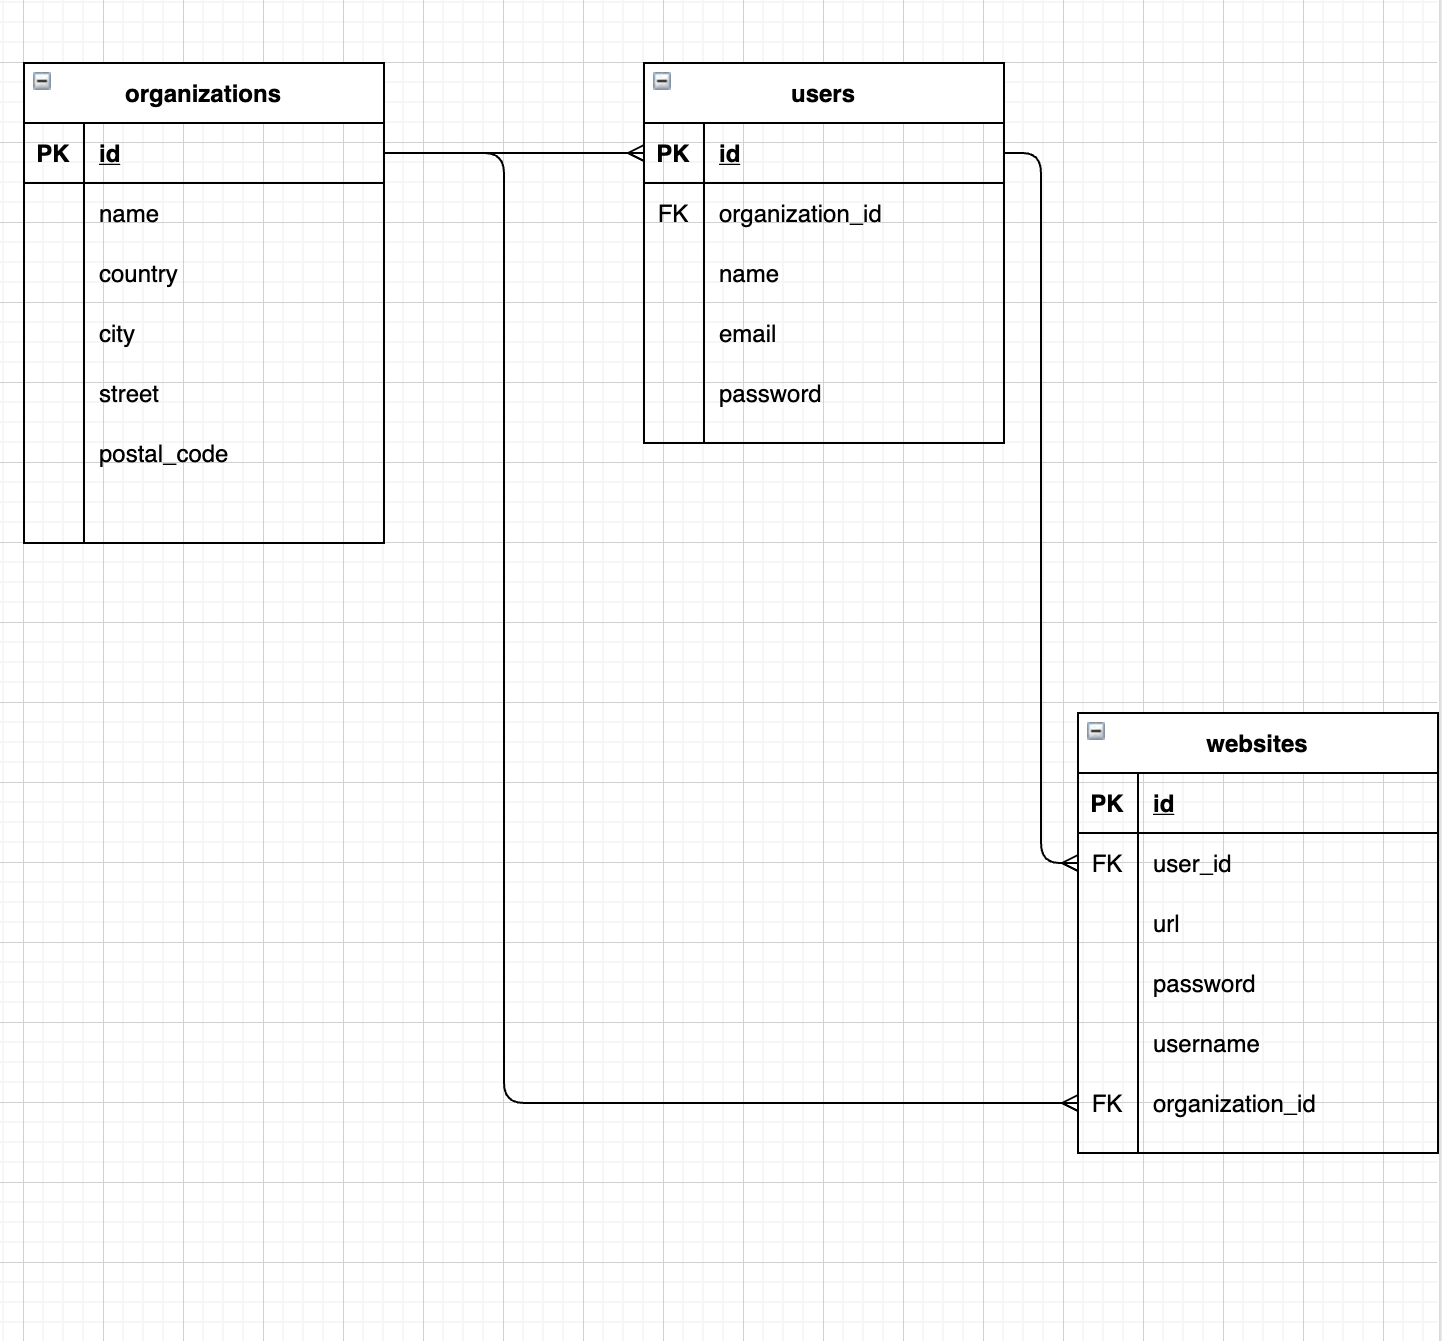 organizations
PK id
name
country
city
street
postal_code
users
PK id
FK organization_id
name
email
password
websites
PK id
FK user_id
url
password
username
FK organization_id